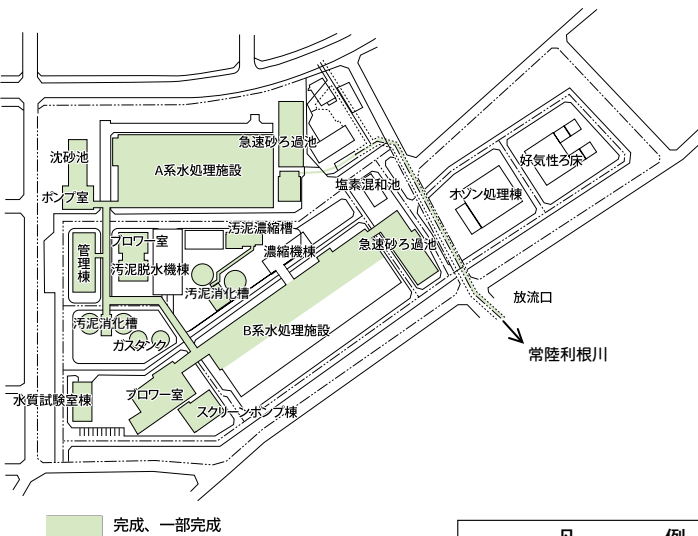 急速砂ろ過池
沈砂池
A系水処理施設
好気性ろ床
塩素混和池
オゾン処理棟
ポンプ室
汚泥濃縮槽
ブロワー室
急速砂ろ過池
管理棟
濃縮機棟
汚泥脱水機棟
汚泥消化槽
放流口
汚泥消化槽
B系水処理施設
ガスタンク
常陸利根川
水質試験室棟
ブロワー室
スクリーンポンプ棟
完成、一部完成
凡 例